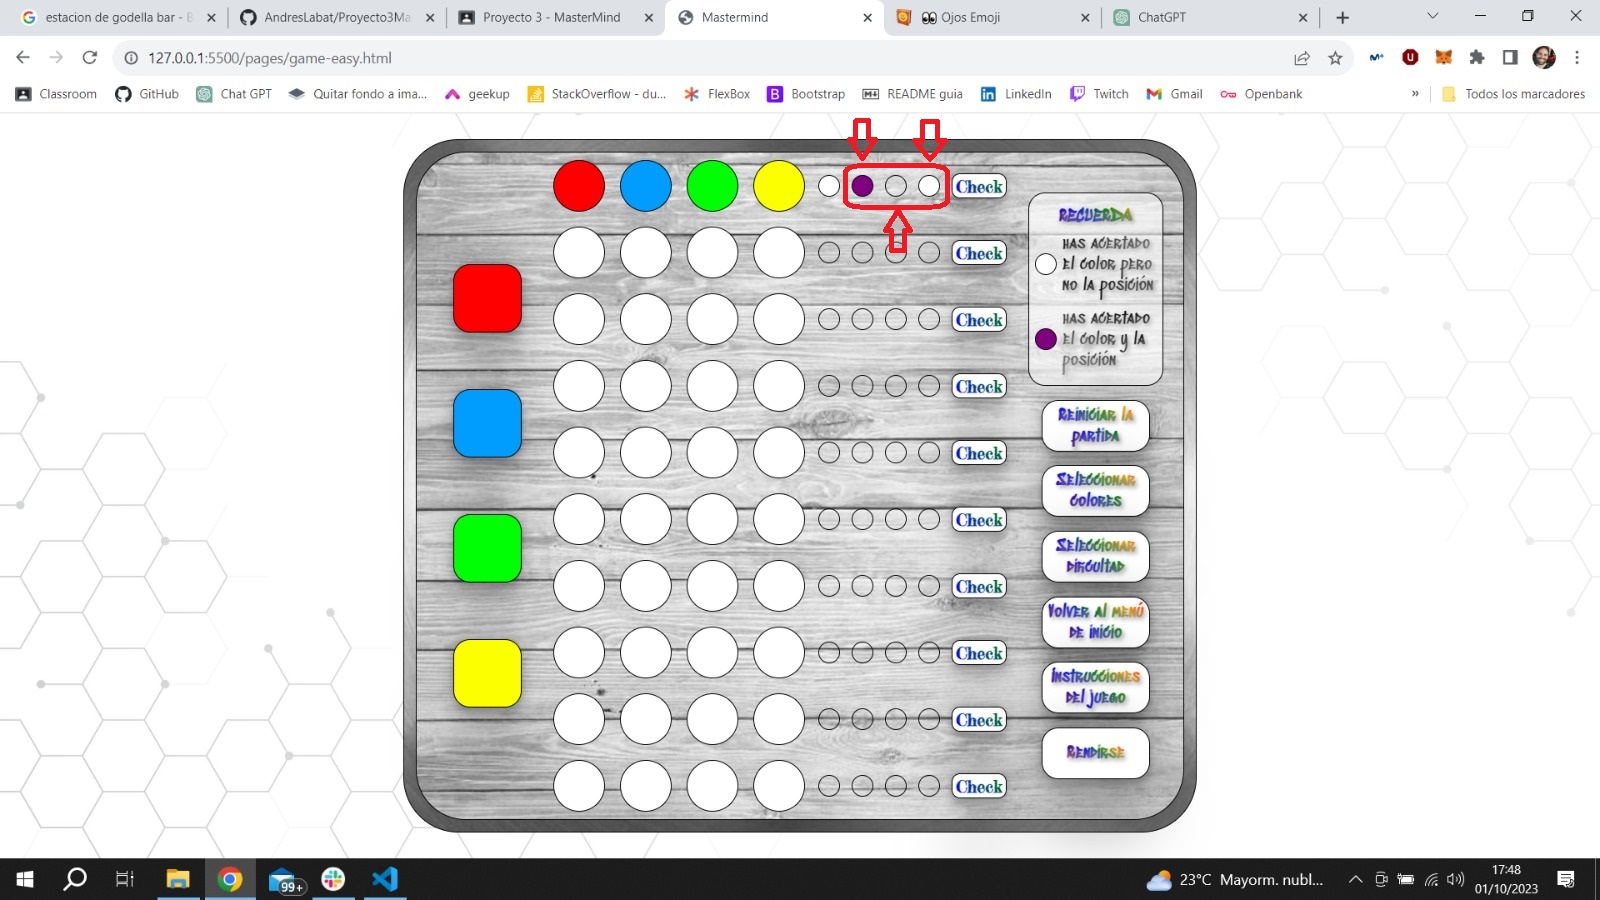 estacion de godella bar - B
AndresLabat/Proyecto3Ma
Proyecto 3 - MasterMind
Mastermind
Ojos Emoji
ChatGPT
127.0.0.1:5500/pages/game-easy.html
Classroom
GitHub
Chat GPT
Quitar fondo a ima...
geekup
StackOverflow - du...
FlexBox
Bootstrap
README guia
LinkedIn
Twitch
Gmail
Openbank
»
Todos los marcadores
Check
Check
Check
Check
Check
Check
Check
Check
Check
Check
RECUERDA
HAS ACERTADO
El color pero
no la posición
HAS ACERTADO
El color y la
posición
Reiniciar la
partida
Seleccionar
colores
Seleccionar
dificultad
Volver al menú
de inicio
Instrucciones
del juego
Rendirse
99+
23°C Mayorm. nubl...
17:48
01/10/2023